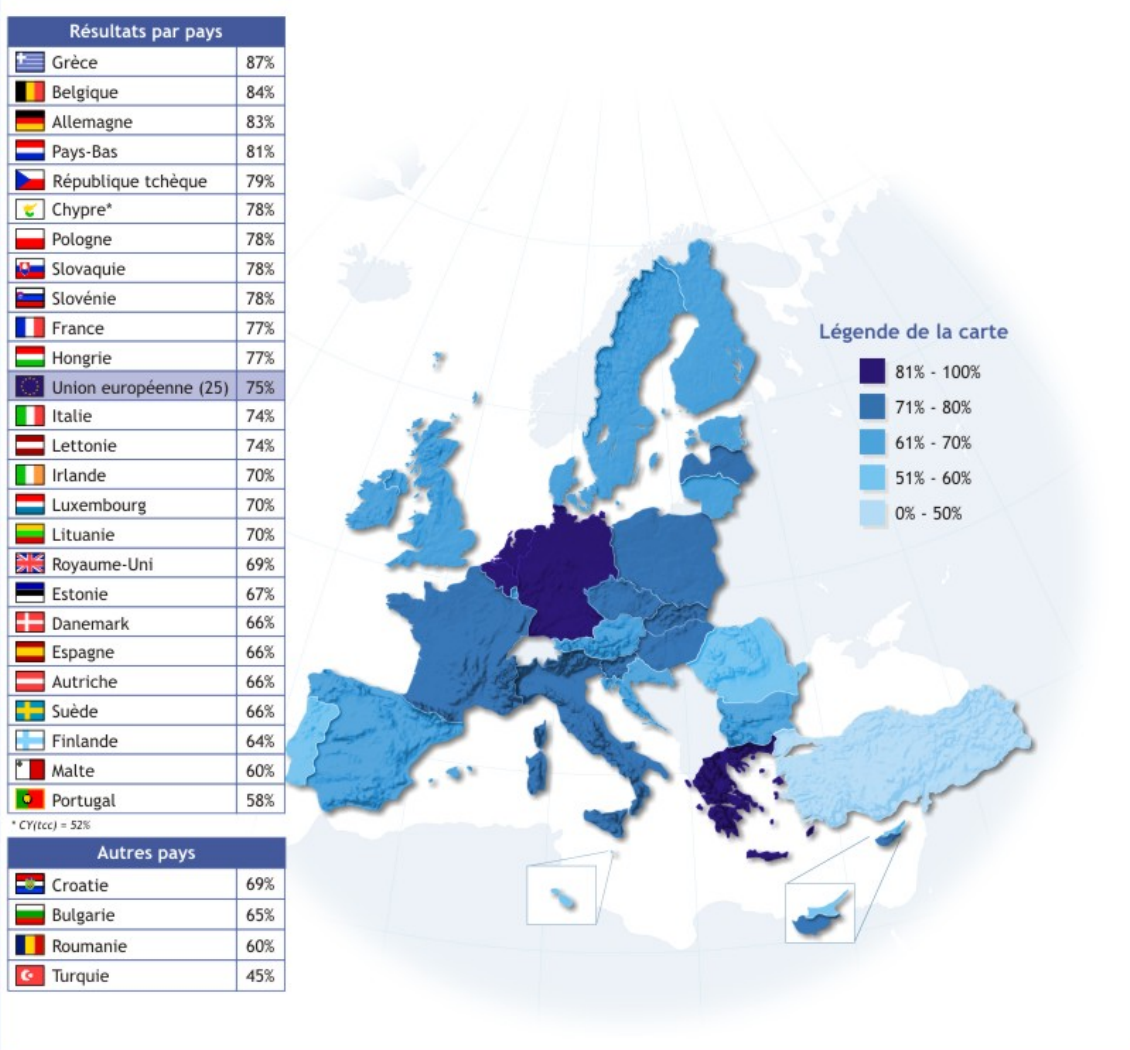 Résultats par pays
Grèce 87%
Belgique 84%
Allemagne 83%
Pays-Bas 81%
République tchèque 79%
Chypre* 78%
Pologne 78%
Slovaquie 78%
Slovénie 78%
France 77%
Hongrie 77%
Union européenne (25) 75%
Italie 74%
Lettonie 74%
Irlande 70%
Luxembourg 70%
Lituanie 70%
Royaume-Uni 69%
Estonie 67%
Danemark 66%
Espagne 66%
Autriche 66%
Suède 66%
Finlande 64%
Malte 60%
Portugal 58%
* CY(tcc) = 52%
Autres pays
Croatie 69%
Bulgarie 65%
Roumanie 60%
Turquie 45%
Légende de la carte
81% - 100%
71% - 80%
61% - 70%
51% - 60%
0% - 50%